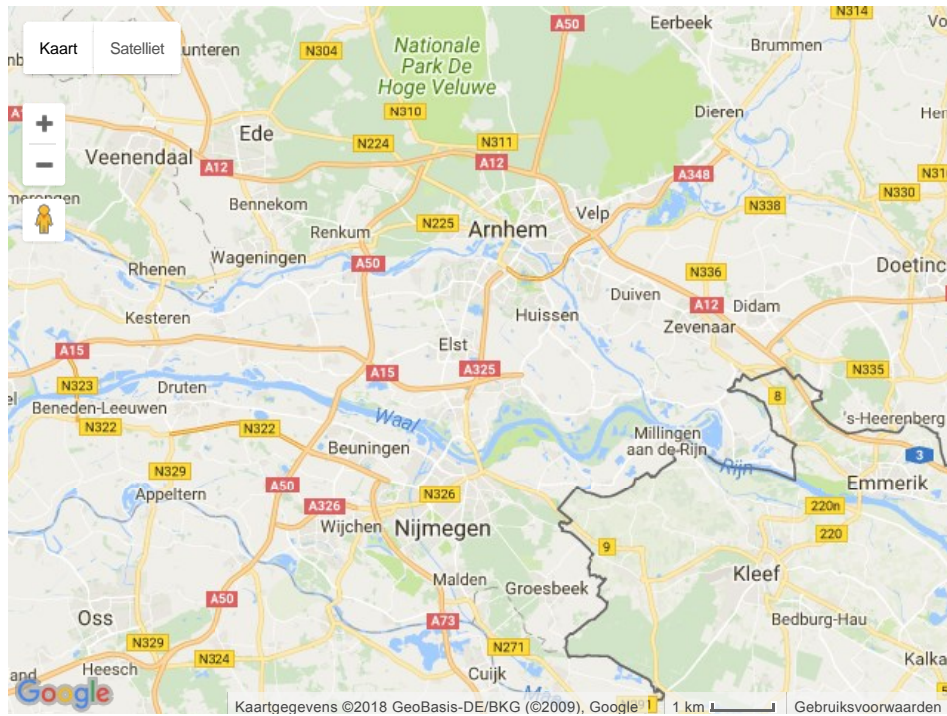 Kaart
Satelliet
unteren
N304
Nationale
Park De
Hoge Veluwe
A50
Eerbeek
N314
Brummen
N310
Dieren
Ede
N224
N311
A12
A348
Veenendaal
A12
Bennekom
N225
Arnhem
Velp
N338
N330
Renkum
Wageningen
A50
Rhenen
N336
Doetinc
Kesteren
Huissen
Duiven
A12
Didam
Zevenaar
Elst
A15
A15
A325
N335
N323
Druten
8
Beneden-Leeuwen
Waal
's-Heerenberg
N322
N322
Beuningen
Millingen
aan de Rijn
3
Rijn
N329
Appeltern
A50
N326
Emmerik
A326
220n
Wijchen
Nijmegen
220
9
Malden
Groesbeek
Kleef
A50
Oss
A73
Bedburg-Hau
N329
N324
N271
Heesch
Cuijk
Kalka
Google
Kaartgegevens ©2018 GeoBasis-DE/BKG (©2009), Google
1 km
Gebruiksvoorwaarden